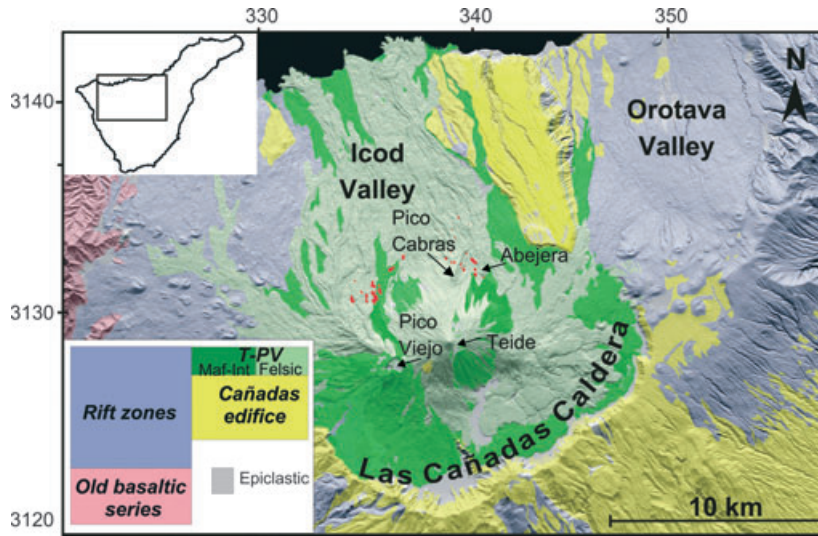 330
340
350
3140
3130
3120
N
Orotava
Valley
Icod
Valley
Pico
Cabras
Abejera
Pico
Viejo
Teide
Las Cañadas Caldera
T-PV
Maf-Int
Felsic
Rift zones
Cañadas
edifice
Old basaltic
series
Epiclastic
10 km